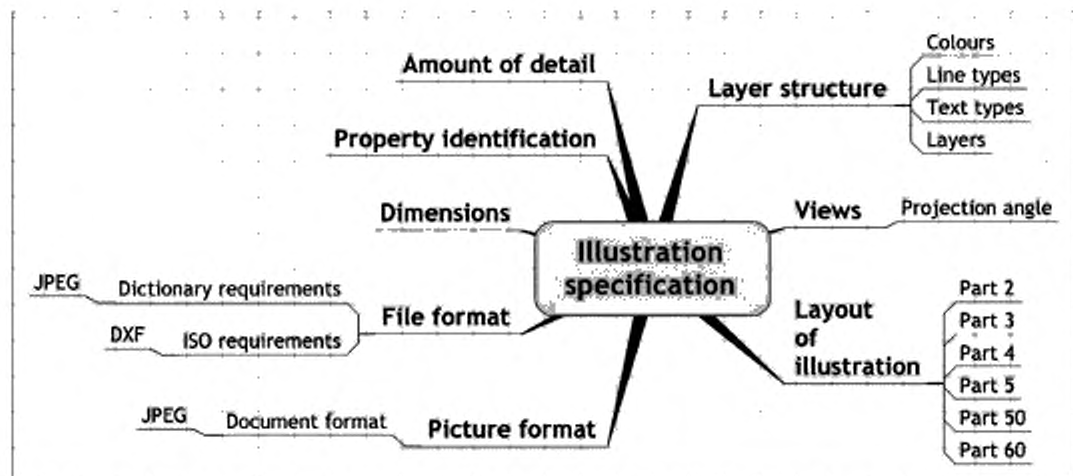 Amount of detail
Property identification
Dimensions
JPEG
Dictionary requirements
DXF
ISO requirements
File format
JPEG
Document format
Picture format
Illustration
specification
Layer structure
Colours
Line types
Text types
Layers
Views
Projection angle
Layout
of
illustration
Part 2
Part 3
Part 4
Part 5
Part 50
Part 60